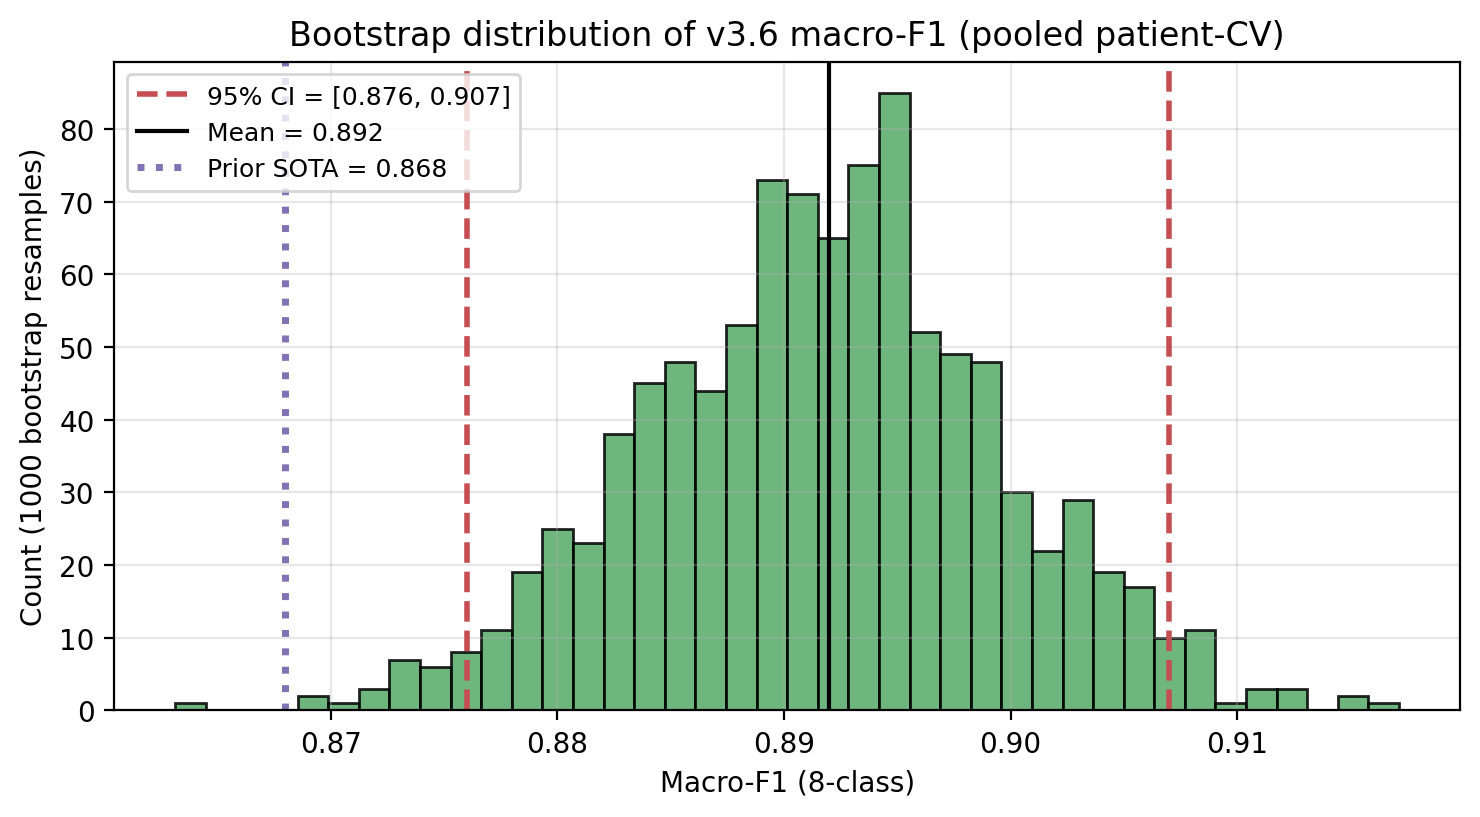 Bootstrap distribution of v3.6 macro-F1 (pooled patient-CV)
95% CI = [0.876, 0.907]
Mean = 0.892
Prior SOTA = 0.868
Count (1000 bootstrap resamples)
80
70
60
50
40
30
20
10
0
0.87 0.88 0.89 0.90 0.91
Macro-F1 (8-class)